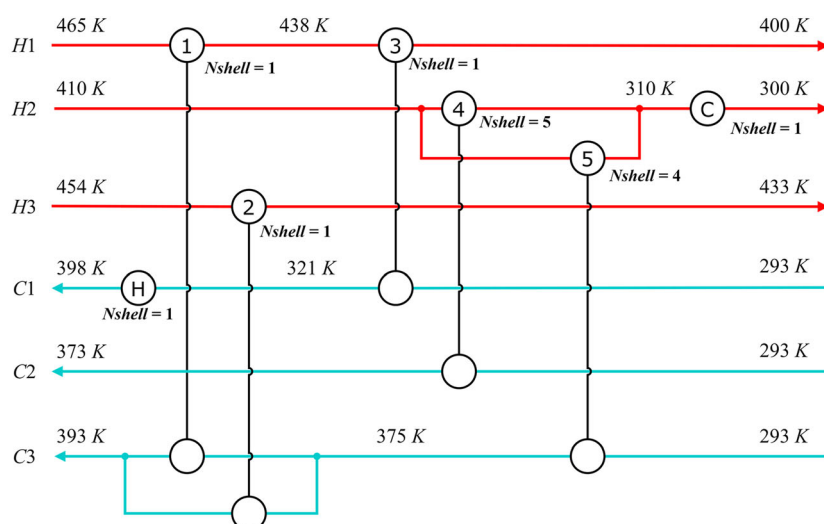 465 K 438 K 400 K
H1 1 3
Nshell = 1 Nshell = 1
410 K 310 K 300 K
H2 4 C
Nshell = 5 Nshell = 1
5
Nshell = 4
454 K 433 K
H3 2
Nshell = 1
398 K 321 K 293 K
C1 H
Nshell = 1
373 K 293 K
C2
393 K 375 K 293 K
C3